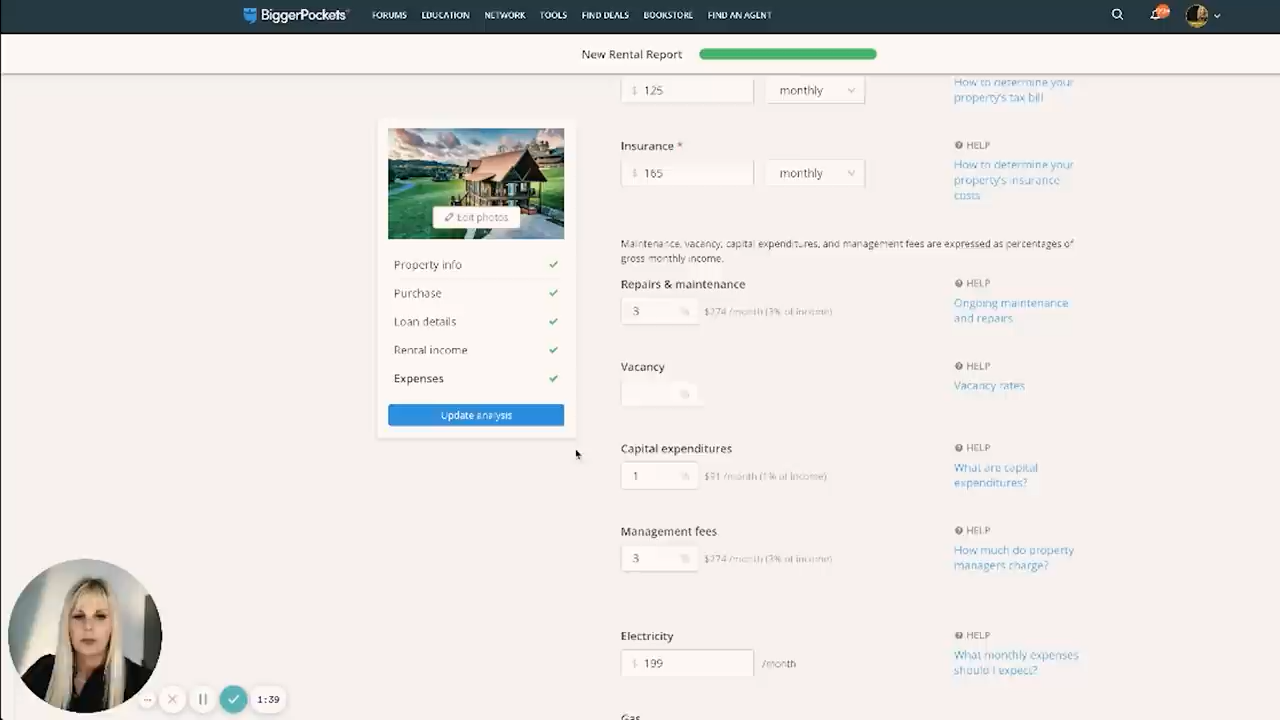 BiggerPockets
FORUMS EDUCATION NETWORK TOOLS FIND DEALS BOOKSTORE FIND AN AGENT
New Rental Report
$ 125 monthly
How to determine your
property's tax bill
Insurance *
$ 165 monthly
HELP
How to determine your
property's insurance
costs
Edit photos
Property info
Purchase
Loan details
Rental income
Expenses
Update analysis
Maintenance, vacancy, capital expenditures, and management fees are expressed as percentages of
gross monthly income.
Repairs & maintenance
3 % $274 /month (3% of income)
HELP
Ongoing maintenance
and repairs
Vacancy
%
HELP
Vacancy rates
Capital expenditures
1 % $91 /month (1% of income)
HELP
What are capital
expenditures?
Management fees
3 % $274 /month (3% of income)
HELP
How much do property
managers charge?
Electricity
$ 199 /month
HELP
What monthly expenses
should I expect?
Gas
1:39